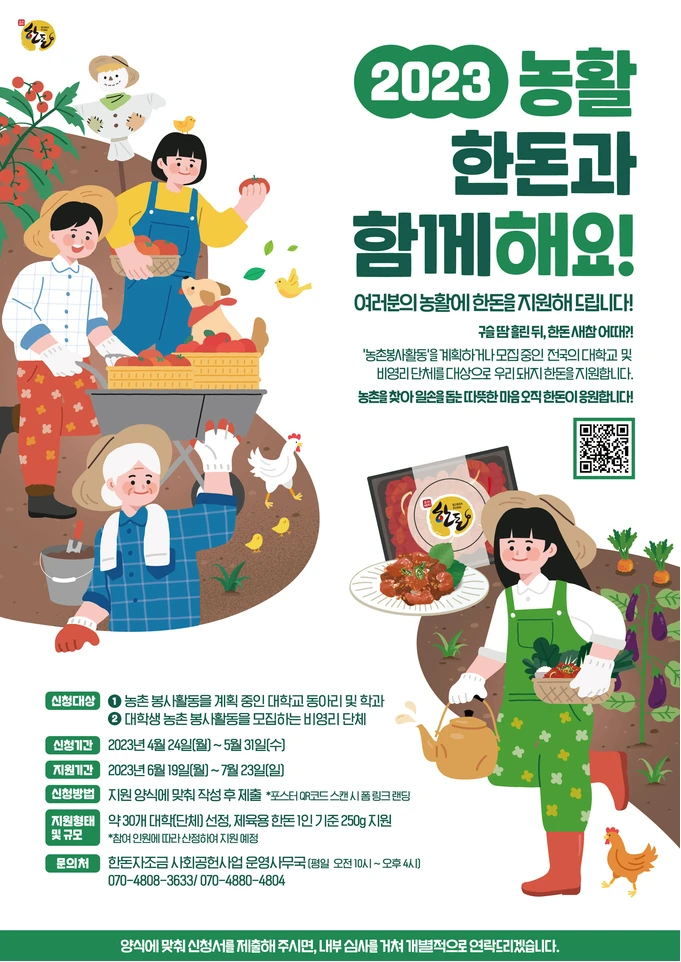 한돈
2023 농활
한돈과
함께해요!
여러분의 농활에 한돈을 지원해 드립니다!
구슬땀 흘린 뒤, 한돈 새참 어때?!
'농촌봉사활동'을 계획하거나 모집 중인 전국의 대학교 및
비영리 단체를 대상으로 우리 돼지 한돈을 지원합니다.
농촌을 찾아 일손을 돕는 따뜻한 마음 오직 한돈이 응원합니다!
한돈
신청대상 ❶ 농촌 봉사활동을 계획 중인 대학교 동아리 및 학과
❷ 대학생 농촌 봉사활동을 모집하는 비영리 단체
신청기간 2023년 4월 24일(월) ~ 5월 31일(수)
지원기간 2023년 6월 19일(월) ~ 7월 23일(일)
신청방법 지원 양식에 맞춰 작성 후 제출 *포스터 QR코드 스캔 시 폼 링크 랜딩
지원형태 및 규모 약 30개 대학(단체) 선정, 제육용 한돈 1인 기준 250g 지원
*참여 인원에 따라 산정하여 지원 예정
문의처 한돈자조금 사회공헌사업 운영사무국 (평일 오전 10시 ~ 오후 4시)
070-4808-3633/ 070-4880-4804
양식에 맞춰 신청서를 제출해 주시면, 내부 심사를 거쳐 개별적으로 연락드리겠습니다.